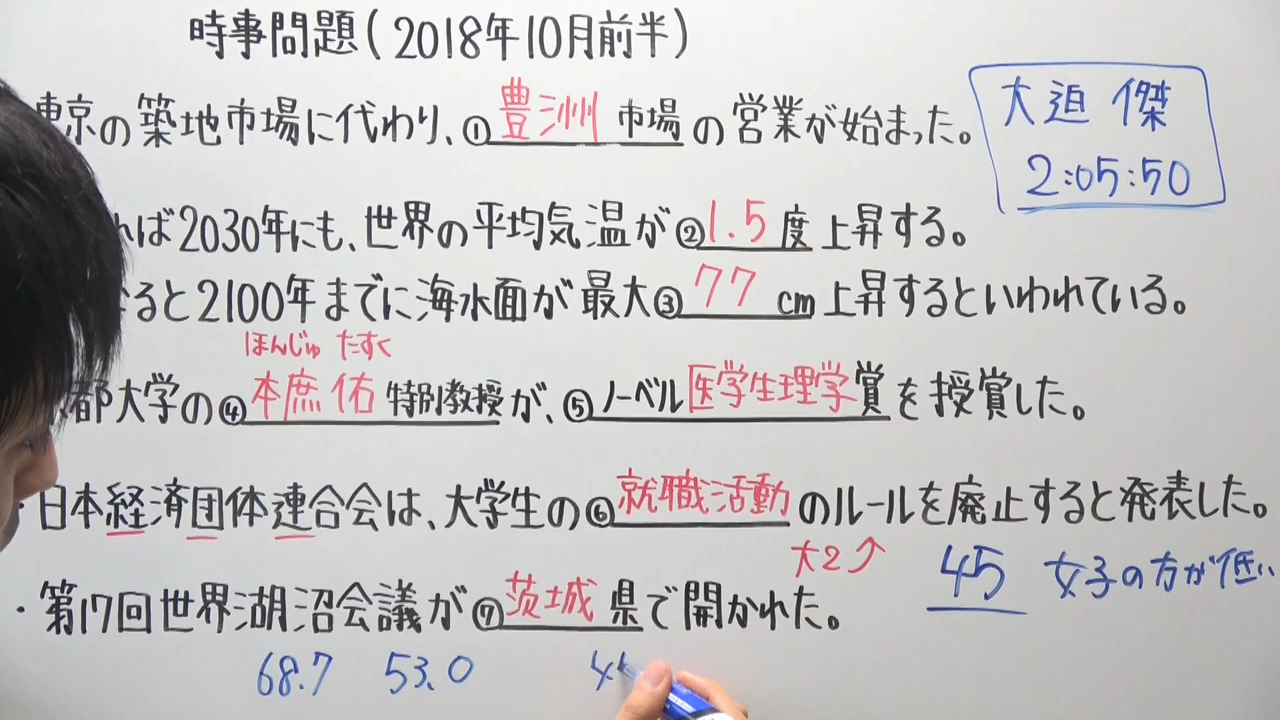 時事問題(2018年10月前半)
東京の築地市場に代わり、①豊洲市場の営業が始まった。
大迫 傑
2:05:50
れば2030年にも、世界の平均気温が②1.5度上昇する。
ると2100年までに海水面が最大③77cm上昇するといわれている。
ほんじゅ たすく
都大学の④本庶佑特別教授が、⑤ノーベル医学生理学賞を授賞した。
・日本経済団体連合会は、大学生の⑥就職活動のルールを廃止すると発表した。
大2↗
45 女子の方が低い
・第17回世界湖沼会議が⑦茨城県で開かれた。
68.7 53.0 4